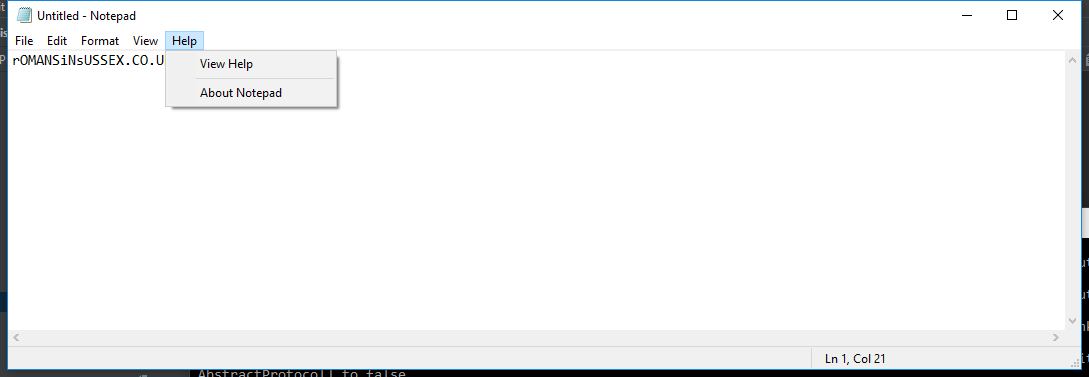 Untitled - Notepad
File Edit Format View Help
rOMANSiNsUSSEX.CO.U
View Help
About Notepad
Ln 1, Col 21
AbstractProtocol] to false